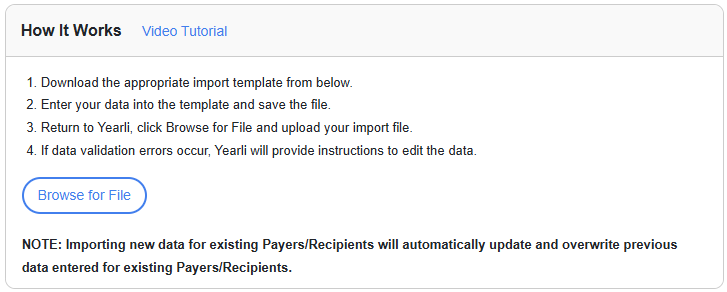 How It Works Video Tutorial
1. Download the appropriate import template from below.
2. Enter your data into the template and save the file.
3. Return to Yearli, click Browse for File and upload your import file.
4. If data validation errors occur, Yearli will provide instructions to edit the data.
Browse for File
NOTE: Importing new data for existing Payers/Recipients will automatically update and overwrite previous
data entered for existing Payers/Recipients.